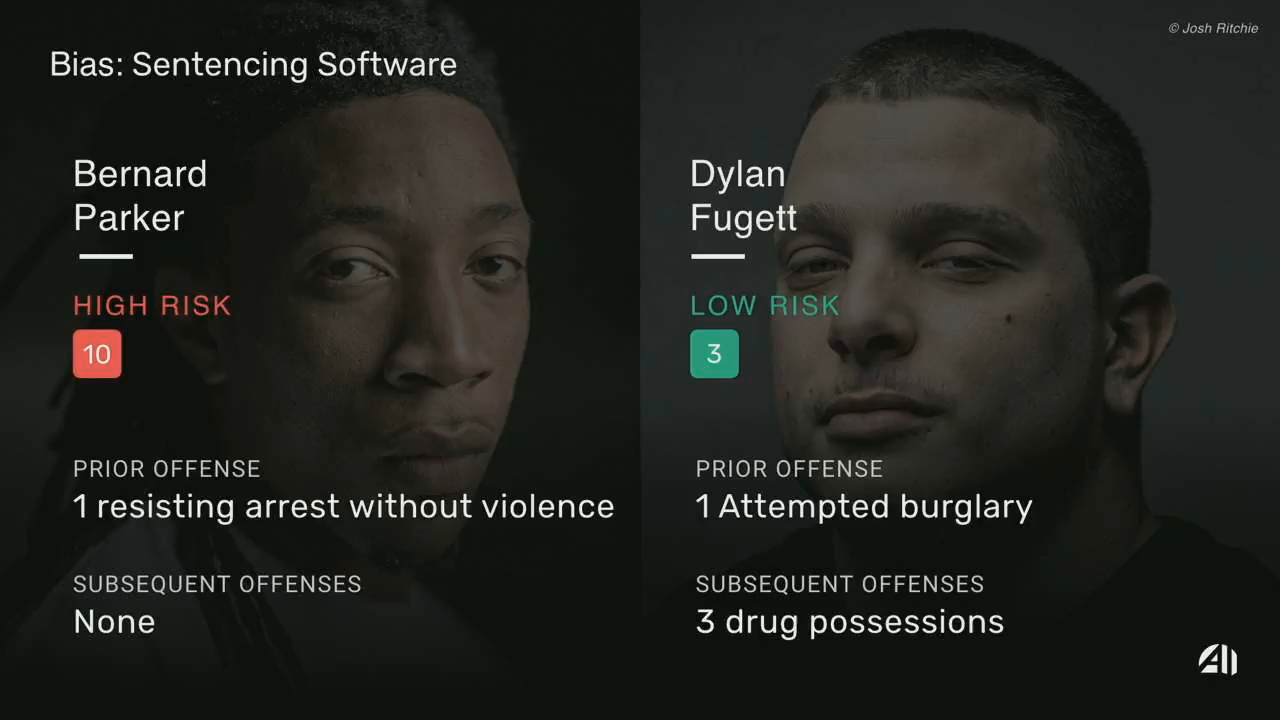 © Josh Ritchie
Bias: Sentencing Software
Bernard
Parker
HIGH RISK
10
PRIOR OFFENSE
1 resisting arrest without violence
SUBSEQUENT OFFENSES
None
Dylan
Fugett
LOW RISK
3
PRIOR OFFENSE
1 Attempted burglary
SUBSEQUENT OFFENSES
3 drug possessions
AI